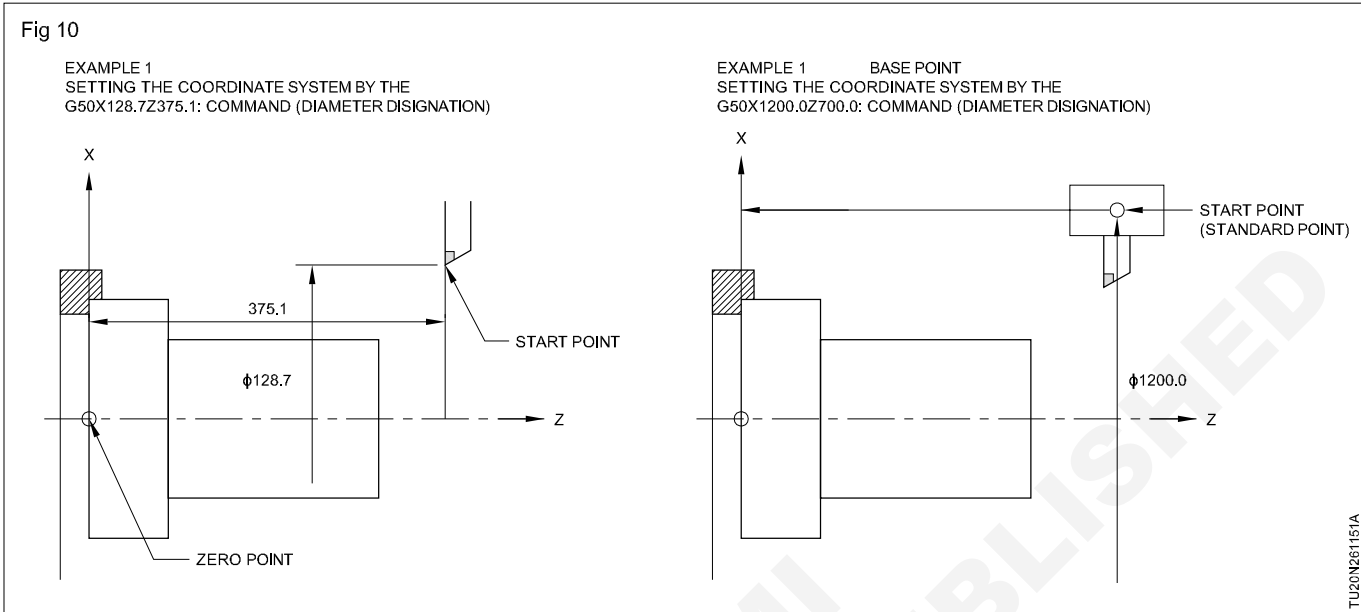 Fig 10
EXAMPLE 1
SETTING THE COORDINATE SYSTEM BY THE
G50X128.7Z375.1: COMMAND (DIAMETER DISIGNATION)
X
375.1
START POINT
ϕ128.7
Z
ZERO POINT
EXAMPLE 1 BASE POINT
SETTING THE COORDINATE SYSTEM BY THE
G50X1200.0Z700.0: COMMAND (DIAMETER DISIGNATION)
X
START POINT
(STANDARD POINT)
ϕ1200.0
Z
TU20N261151A